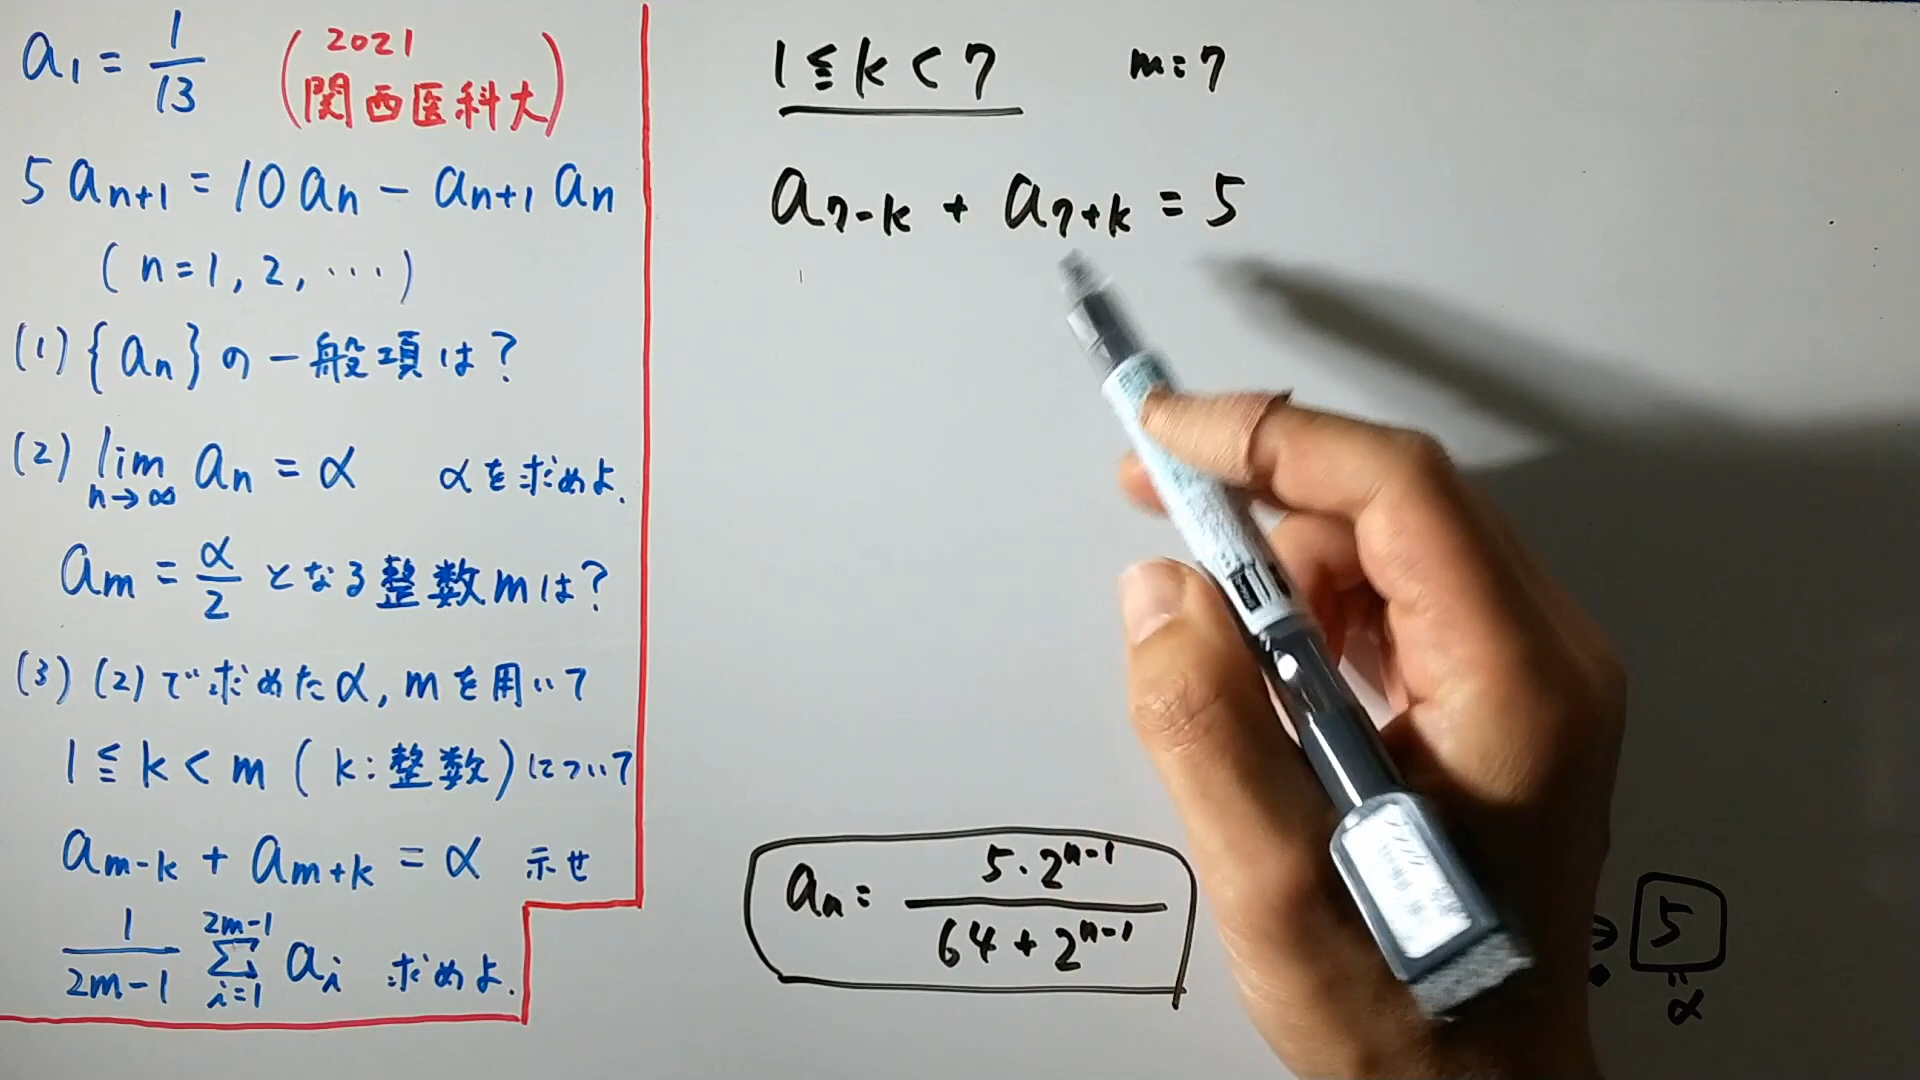 a₁ = 1/13 (2021 関西医科大)
5aₙ₊₁ = 10aₙ − aₙ₊₁aₙ
(n=1, 2, …)
(1) {aₙ}の一般項は?
(2) lim n→∞ aₙ = α αを求めよ.
aₘ = α/2 となる整数mは?
(3) (2)で求めたα, mを用いて
1≦k<m (k:整数)について
aₘ₋ₖ + aₘ₊ₖ = α 示せ
1/(2m−1) Σ_{i=1}^{2m−1} aᵢ 求めよ.
1≦k<7 m=7
a₇₋ₖ + a₇₊ₖ = 5
aₙ = 5·2ⁿ⁻¹/(64+2ⁿ⁻¹)
5
=
α